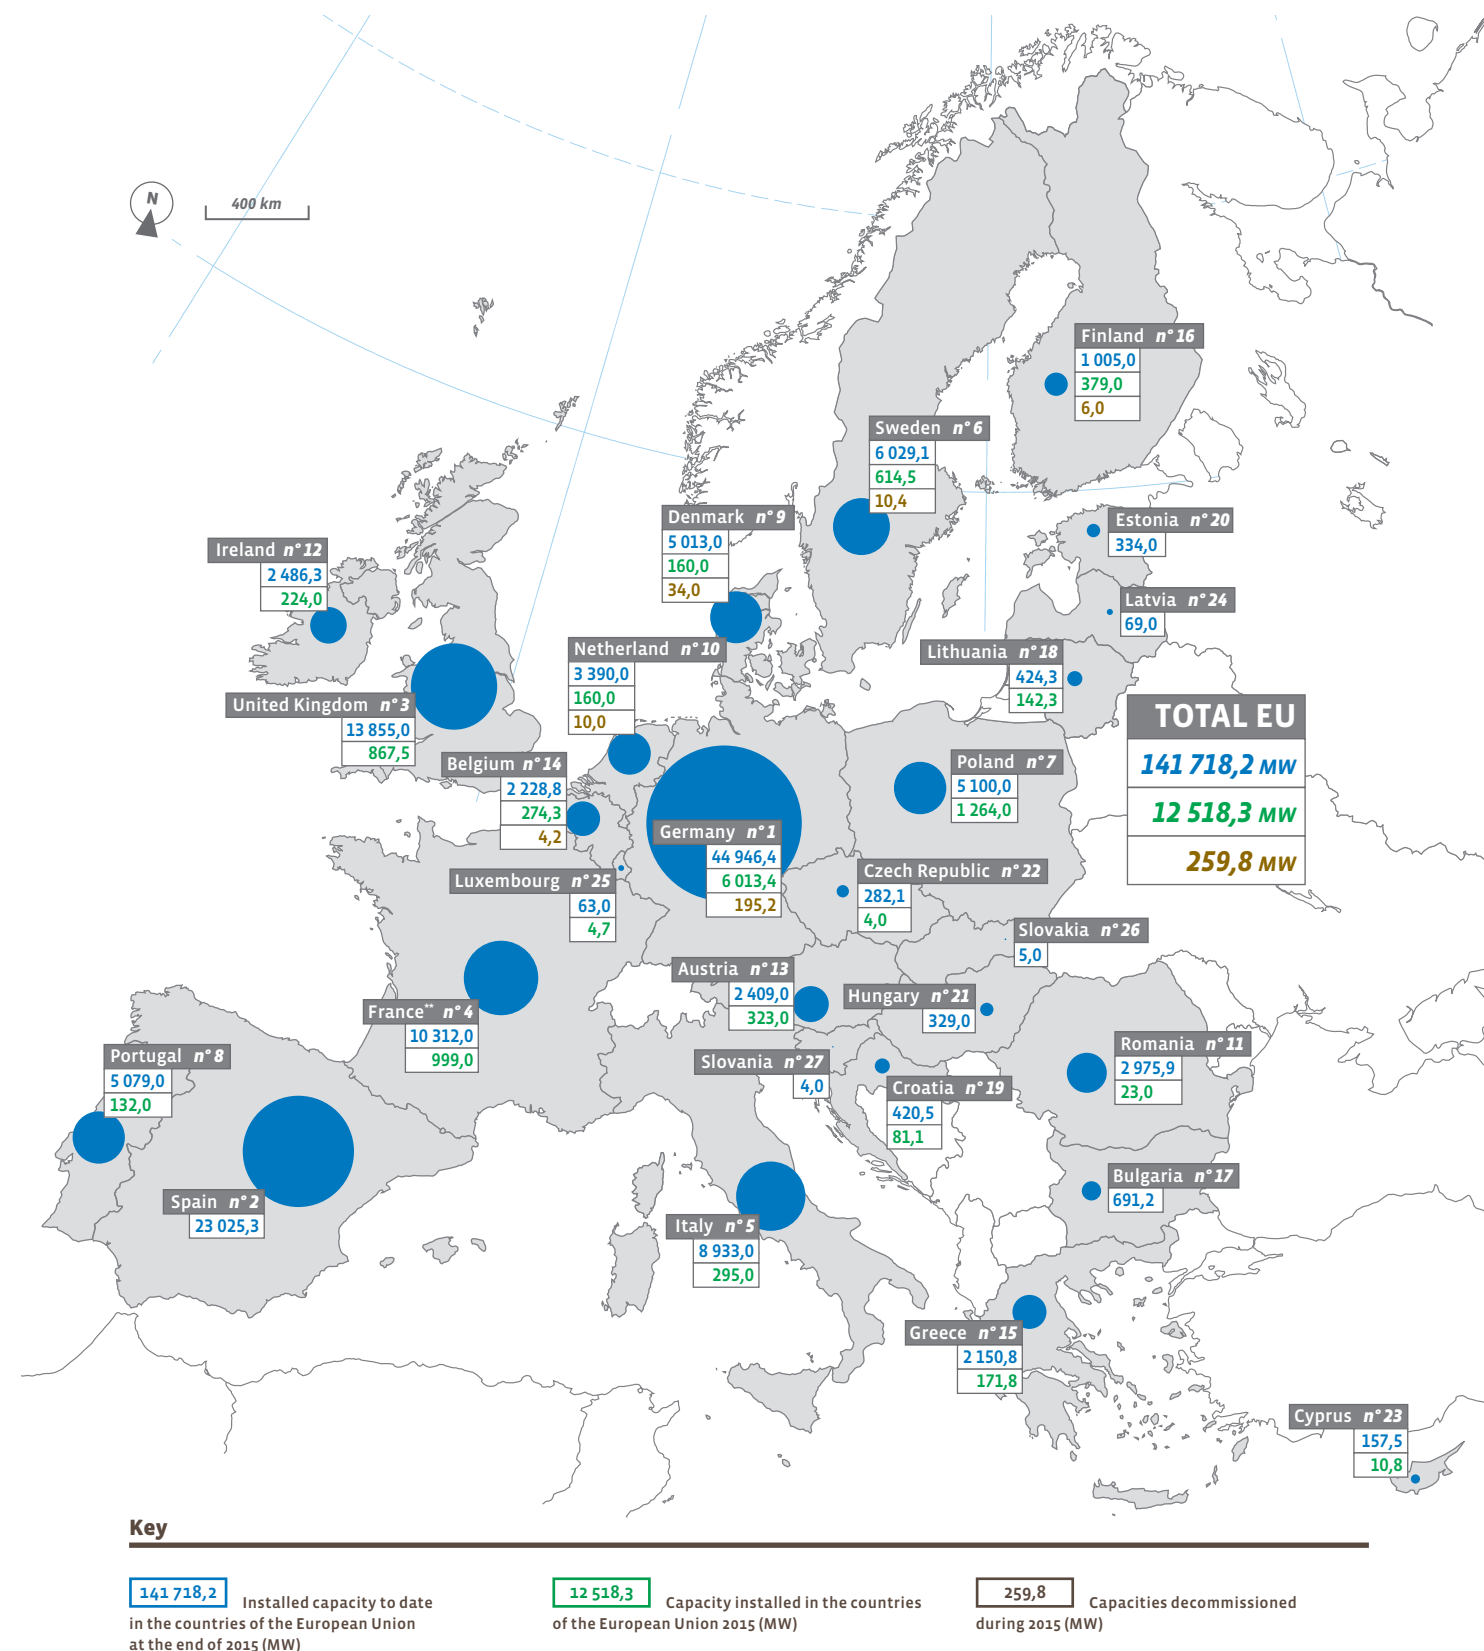 N
400 km
Finland n° 16
1 005,0
379,0
6,0
Sweden n° 6
6 029,1
614,5
10,4
Denmark n° 9
5 013,0
160,0
34,0
Estonia n° 20
334,0
Ireland n° 12
2 486,3
224,0
Latvia n° 24
69,0
Netherland n° 10
3 390,0
160,0
10,0
Lithuania n° 18
424,3
142,3
United Kingdom n° 3
13 855,0
867,5
TOTAL EU
141 718,2 MW
12 518,3 MW
259,8 MW
Belgium n° 14
2 228,8
274,3
4,2
Poland n° 7
5 100,0
1 264,0
Germany n° 1
44 946,4
6 013,4
195,2
Luxembourg n° 25
63,0
4,7
Czech Republic n° 22
282,1
4,0
Slovakia n° 26
5,0
Austria n° 13
2 409,0
323,0
Hungary n° 21
329,0
France** n° 4
10 312,0
999,0
Portugal n° 8
5 079,0
132,0
Slovania n° 27
4,0
Romania n° 11
2 975,9
23,0
Croatia n° 19
420,5
81,1
Spain n° 2
23 025,3
Bulgaria n° 17
691,2
Italy n° 5
8 933,0
295,0
Greece n° 15
2 150,8
171,8
Cyprus n° 23
157,5
10,8
Key
141 718,2 Installed capacity to date
in the countries of the European Union
at the end of 2015 (MW)
12 518,3 Capacity installed in the countries
of the European Union 2015 (MW)
259,8 Capacities decommissioned
during 2015 (MW)